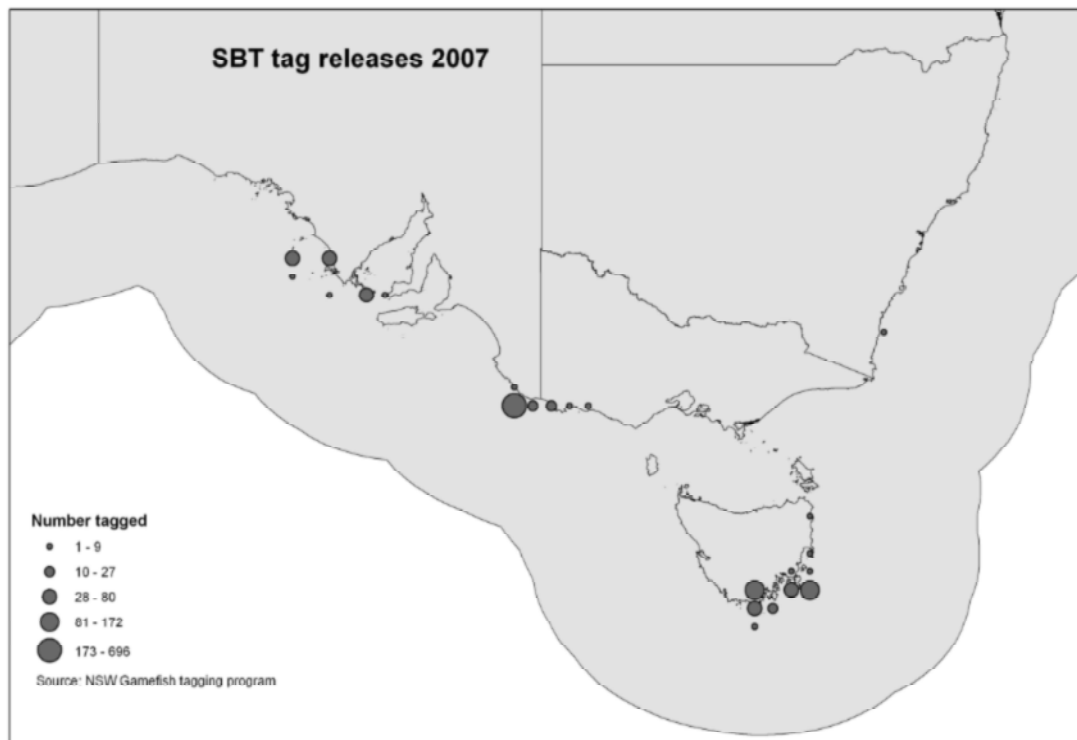 SBT tag releases 2007
Number tagged
1 - 9
10 - 27
28 - 80
81 - 172
173 - 696
Source: NSW Gamefish tagging program